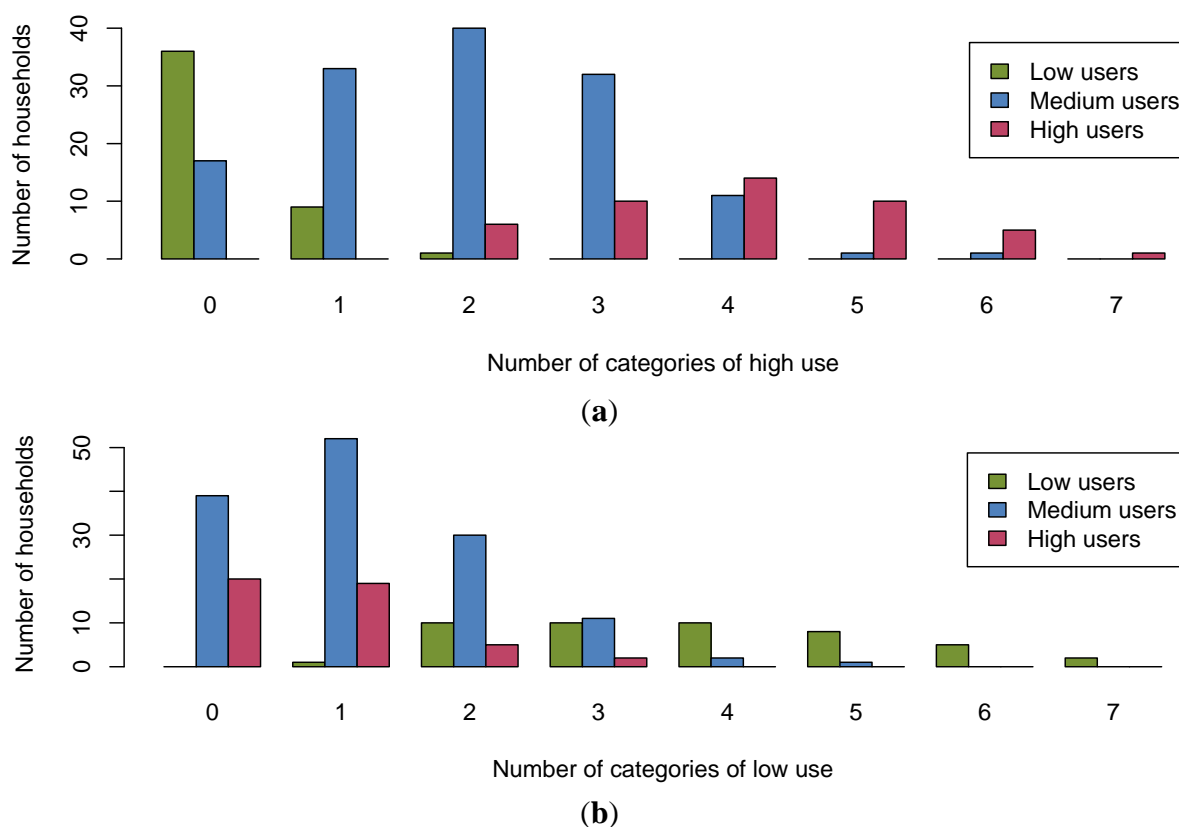 Number of households
0 10 20 30 40
Low users
Medium users
High users
0 1 2 3 4 5 6 7
Number of categories of high use
(a)
Number of households
0 10 30 50
Low users
Medium users
High users
0 1 2 3 4 5 6 7
Number of categories of low use
(b)